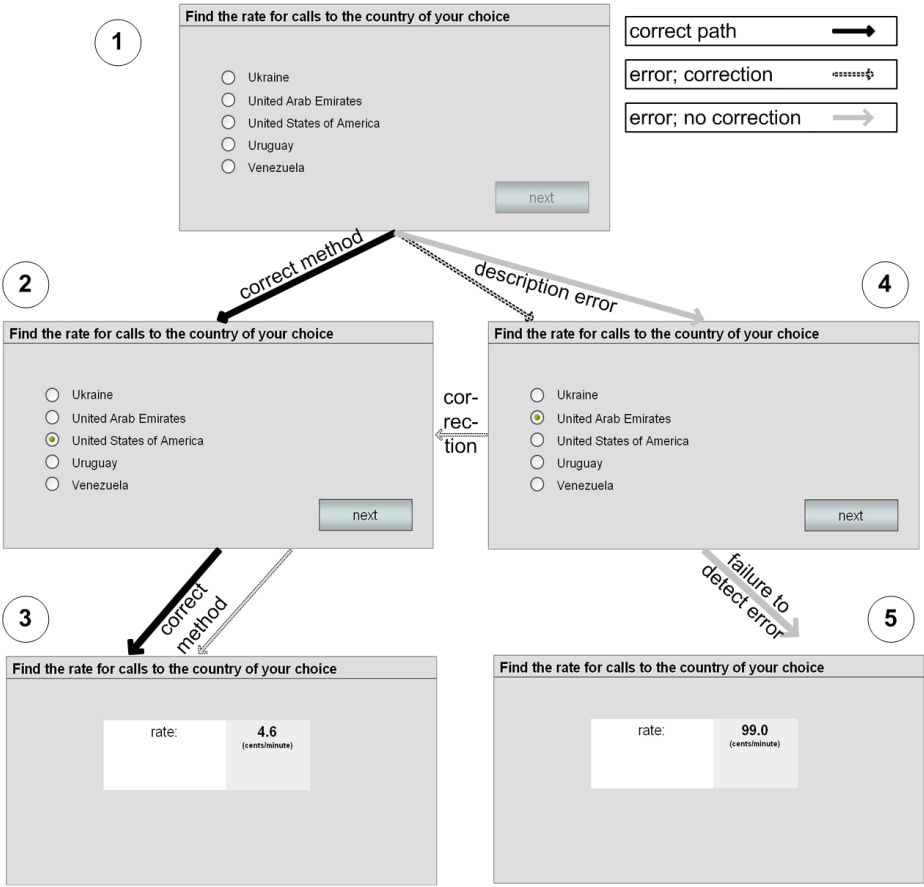 1
Find the rate for calls to the country of your choice
Ukraine
United Arab Emirates
United States of America
Uruguay
Venezuela
next
correct path
error; correction
error; no correction
correct method
description error
2
Find the rate for calls to the country of your choice
Ukraine
United Arab Emirates
United States of America
Uruguay
Venezuela
next
cor-
rec-
tion
4
Find the rate for calls to the country of your choice
Ukraine
United Arab Emirates
United States of America
Uruguay
Venezuela
next
correct
method
failure to
detect error
3
Find the rate for calls to the country of your choice
rate: 4.6
(cents/minute)
5
Find the rate for calls to the country of your choice
rate: 99.0
(cents/minute)